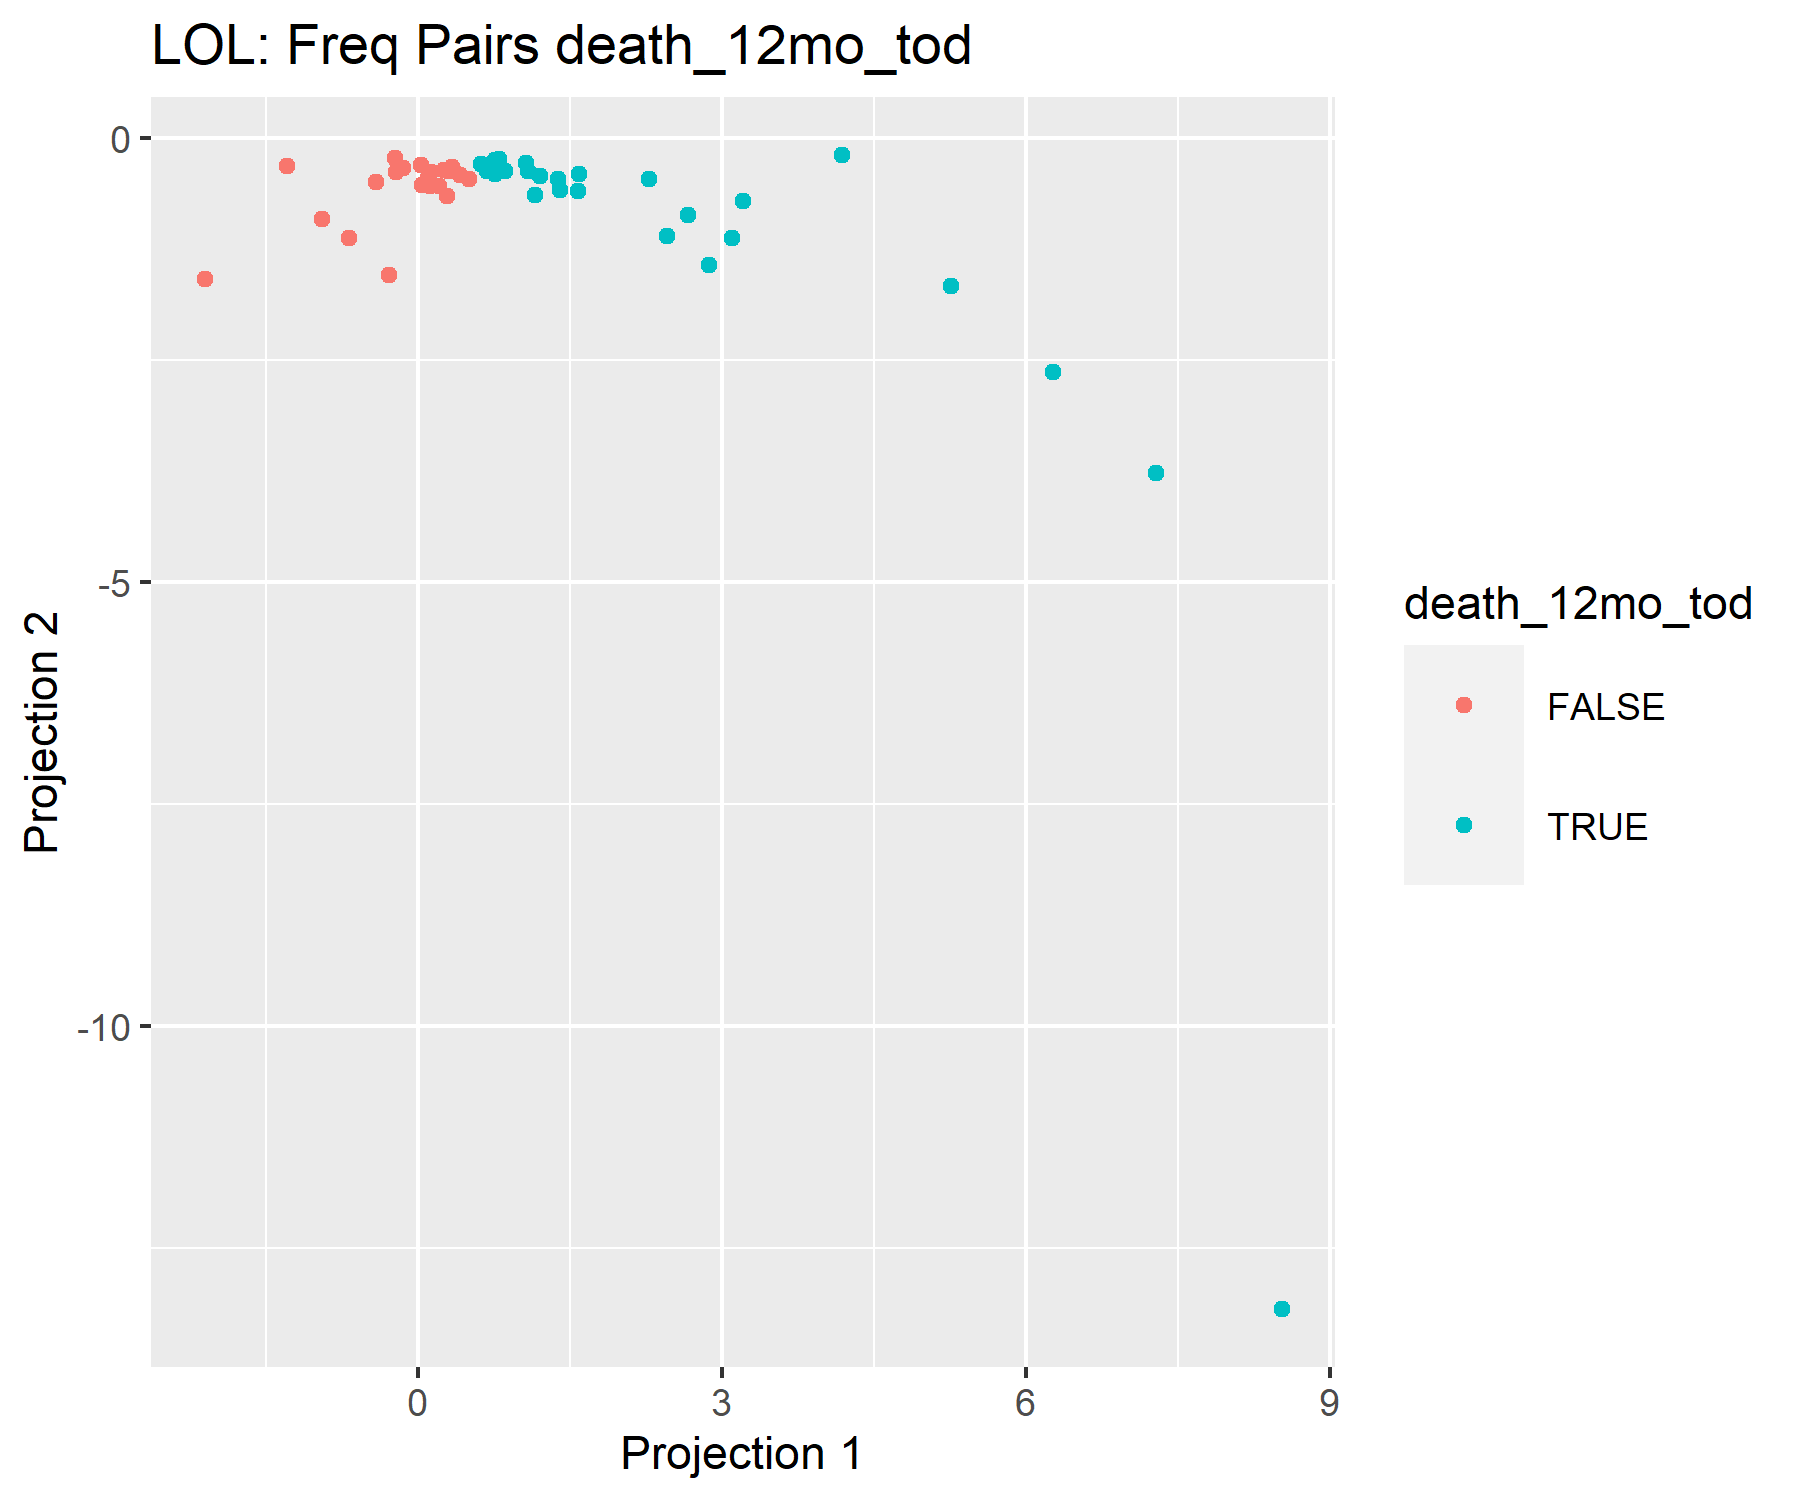 LOL: Freq Pairs death_12mo_tod
0
-5
-10
Projection 2
0 3 6 9
Projection 1
death_12mo_tod
FALSE
TRUE